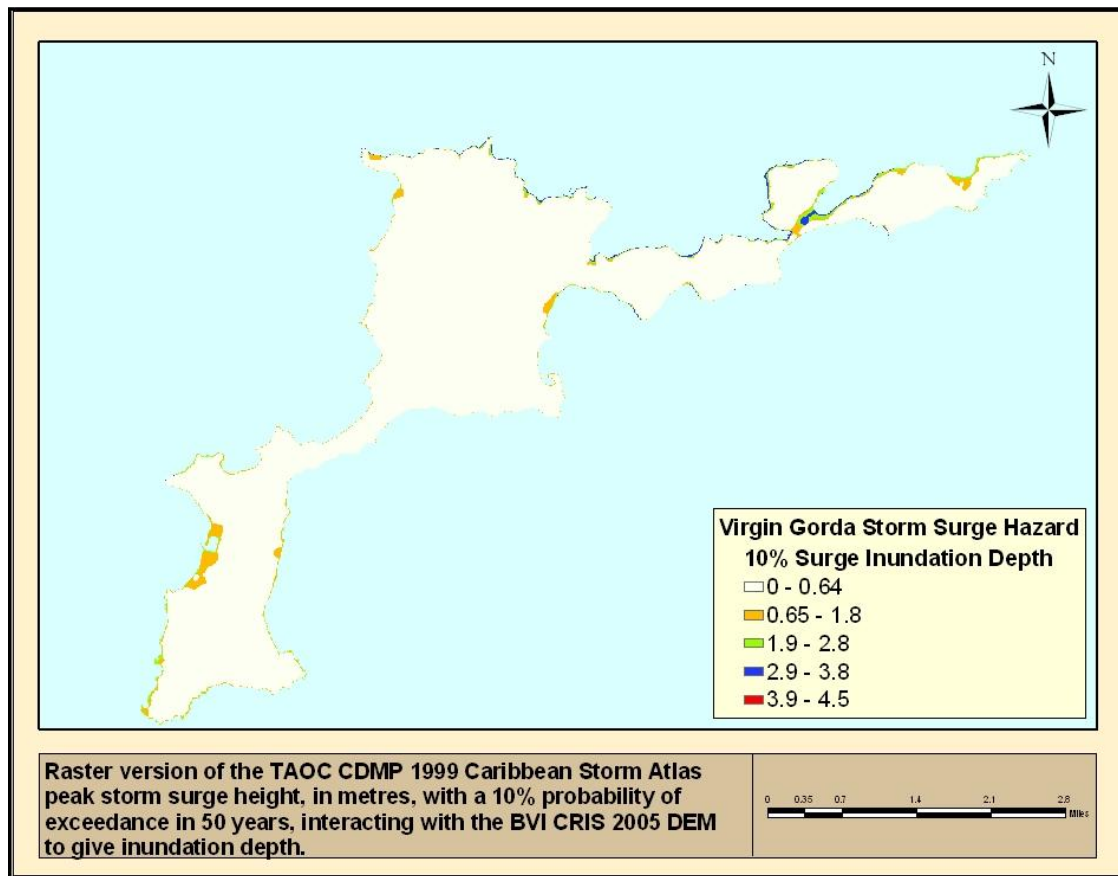 N
Virgin Gorda Storm Surge Hazard
10% Surge Inundation Depth
0 - 0.64
0.65 - 1.8
1.9 - 2.8
2.9 - 3.8
3.9 - 4.5
Raster version of the TAOC CDMP 1999 Caribbean Storm Atlas
peak storm surge height, in metres, with a 10% probability of
exceedance in 50 years, interacting with the BVI CRIS 2005 DEM
to give inundation depth.
0 0.35 0.7 1.4 2.1 2.8
Miles